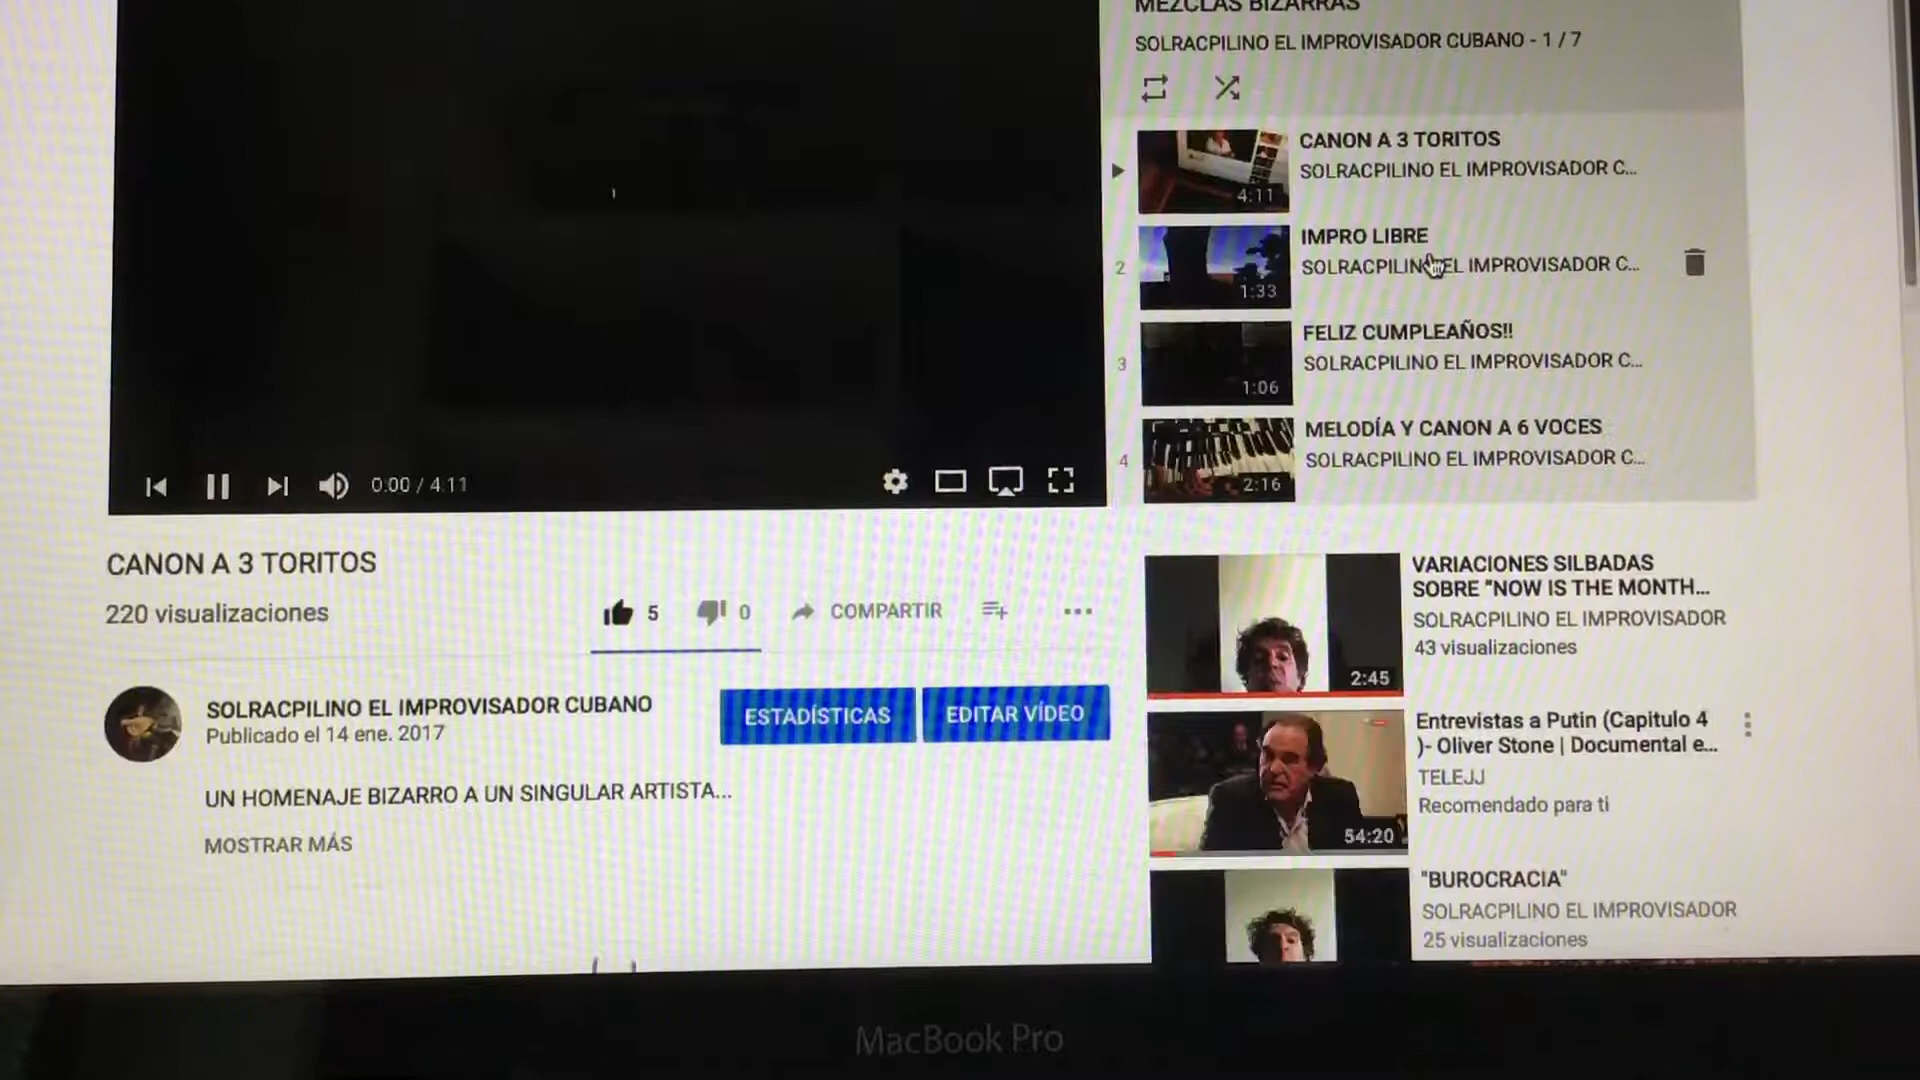 MEZCLAS BIZARRAS
SOLRACPILINO EL IMPROVISADOR CUBANO - 1 / 7
CANON A 3 TORITOS
SOLRACPILINO EL IMPROVISADOR C...
4:11
2
IMPRO LIBRE
SOLRACPILINO EL IMPROVISADOR C...
1:33
3
FELIZ CUMPLEAÑOS!!
SOLRACPILINO EL IMPROVISADOR C...
1:06
4
MELODÍA Y CANON A 6 VOCES
SOLRACPILINO EL IMPROVISADOR C...
2:16
0:00 / 4:11
CANON A 3 TORITOS
220 visualizaciones
5
0
COMPARTIR
SOLRACPILINO EL IMPROVISADOR CUBANO
Publicado el 14 ene. 2017
ESTADÍSTICAS
EDITAR VÍDEO
UN HOMENAJE BIZARRO A UN SINGULAR ARTISTA...
MOSTRAR MÁS
VARIACIONES SILBADAS
SOBRE "NOW IS THE MONTH...
SOLRACPILINO EL IMPROVISADOR
43 visualizaciones
2:45
Entrevistas a Putin (Capitulo 4
)- Oliver Stone | Documental e...
TELEJJ
Recomendado para ti
54:20
"BUROCRACIA"
SOLRACPILINO EL IMPROVISADOR
25 visualizaciones
MacBook Pro